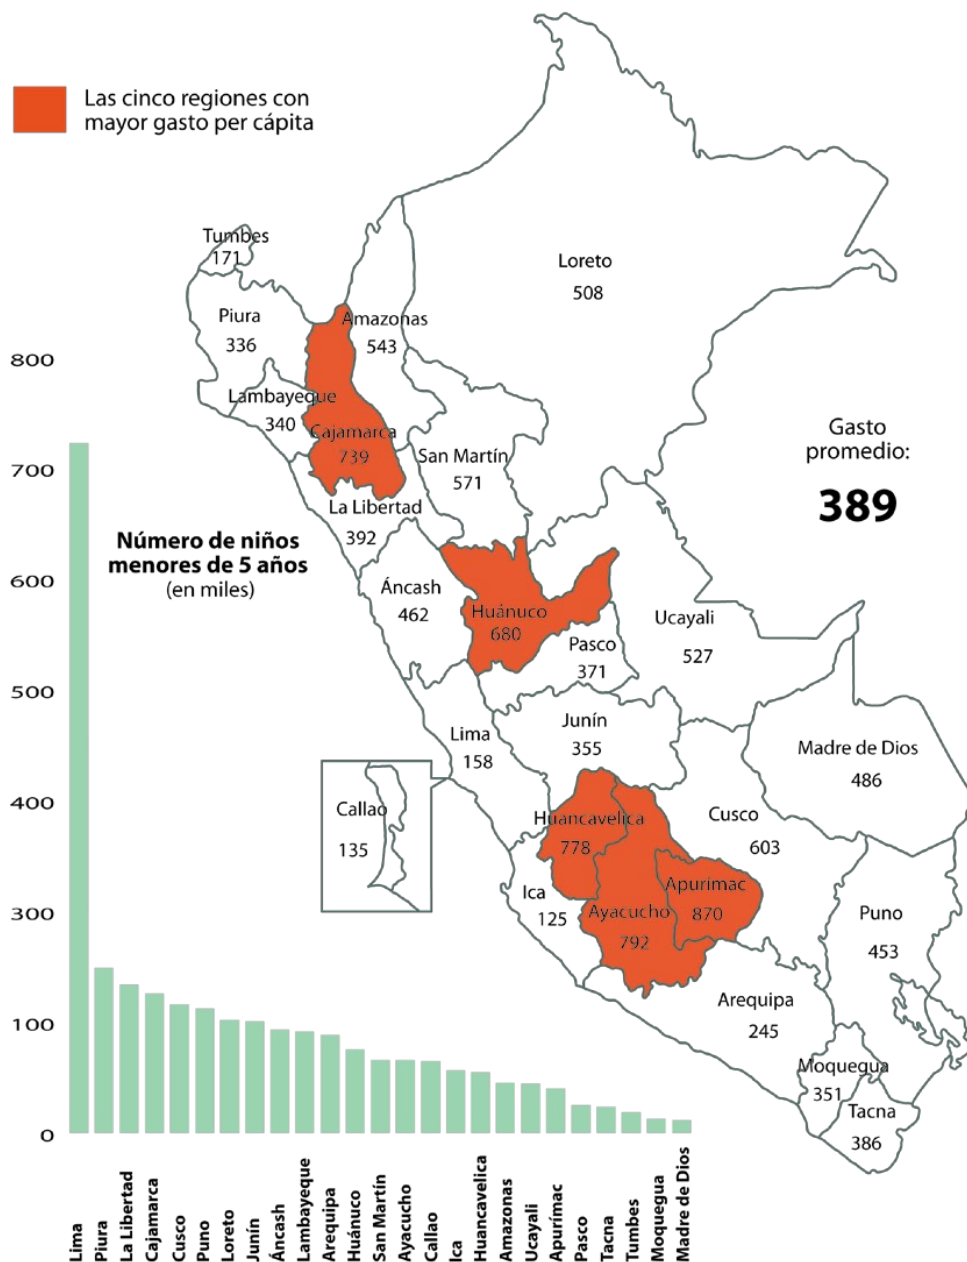 Las cinco regiones con
mayor gasto per cápita
Tumbes
171
Loreto
508
Piura
336
Amazonas
543
Lambayeque
340
Cajamarca
739
San Martín
571
La Libertad
392
Gasto
promedio:
389
Áncash
462
Huánuco
680
Pasco
371
Ucayali
527
Lima
158
Junín
355
Madre de Dios
486
Callao
135
Huancavelica
778
Cusco
603
Ica
125
Ayacucho
792
Apurímac
870
Puno
453
Arequipa
245
Moquegua
351
Tacna
386
Número de niños
menores de 5 años
(en miles)
800
700
600
500
400
300
100
0
Lima
Piura
La Libertad
Cajamarca
Cusco
Puno
Loreto
Junín
Áncash
Lambayeque
Arequipa
Huánuco
San Martín
Ayacucho
Callao
Ica
Huancavelica
Amazonas
Ucayali
Apurímac
Pasco
Tacna
Tumbes
Moquegua
Madre de Dios